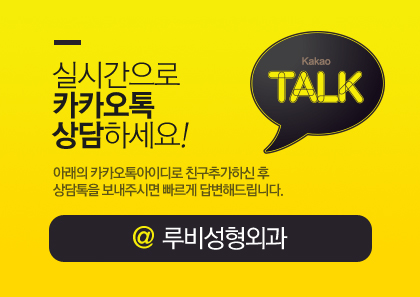 실시간으로
카카오톡
상담하세요!
Kakao
TALK
아래의 카카오톡아이디로 친구추가하신 후
상담톡을 보내주시면 빠르게 답변해드립니다.
@ 루비성형외과